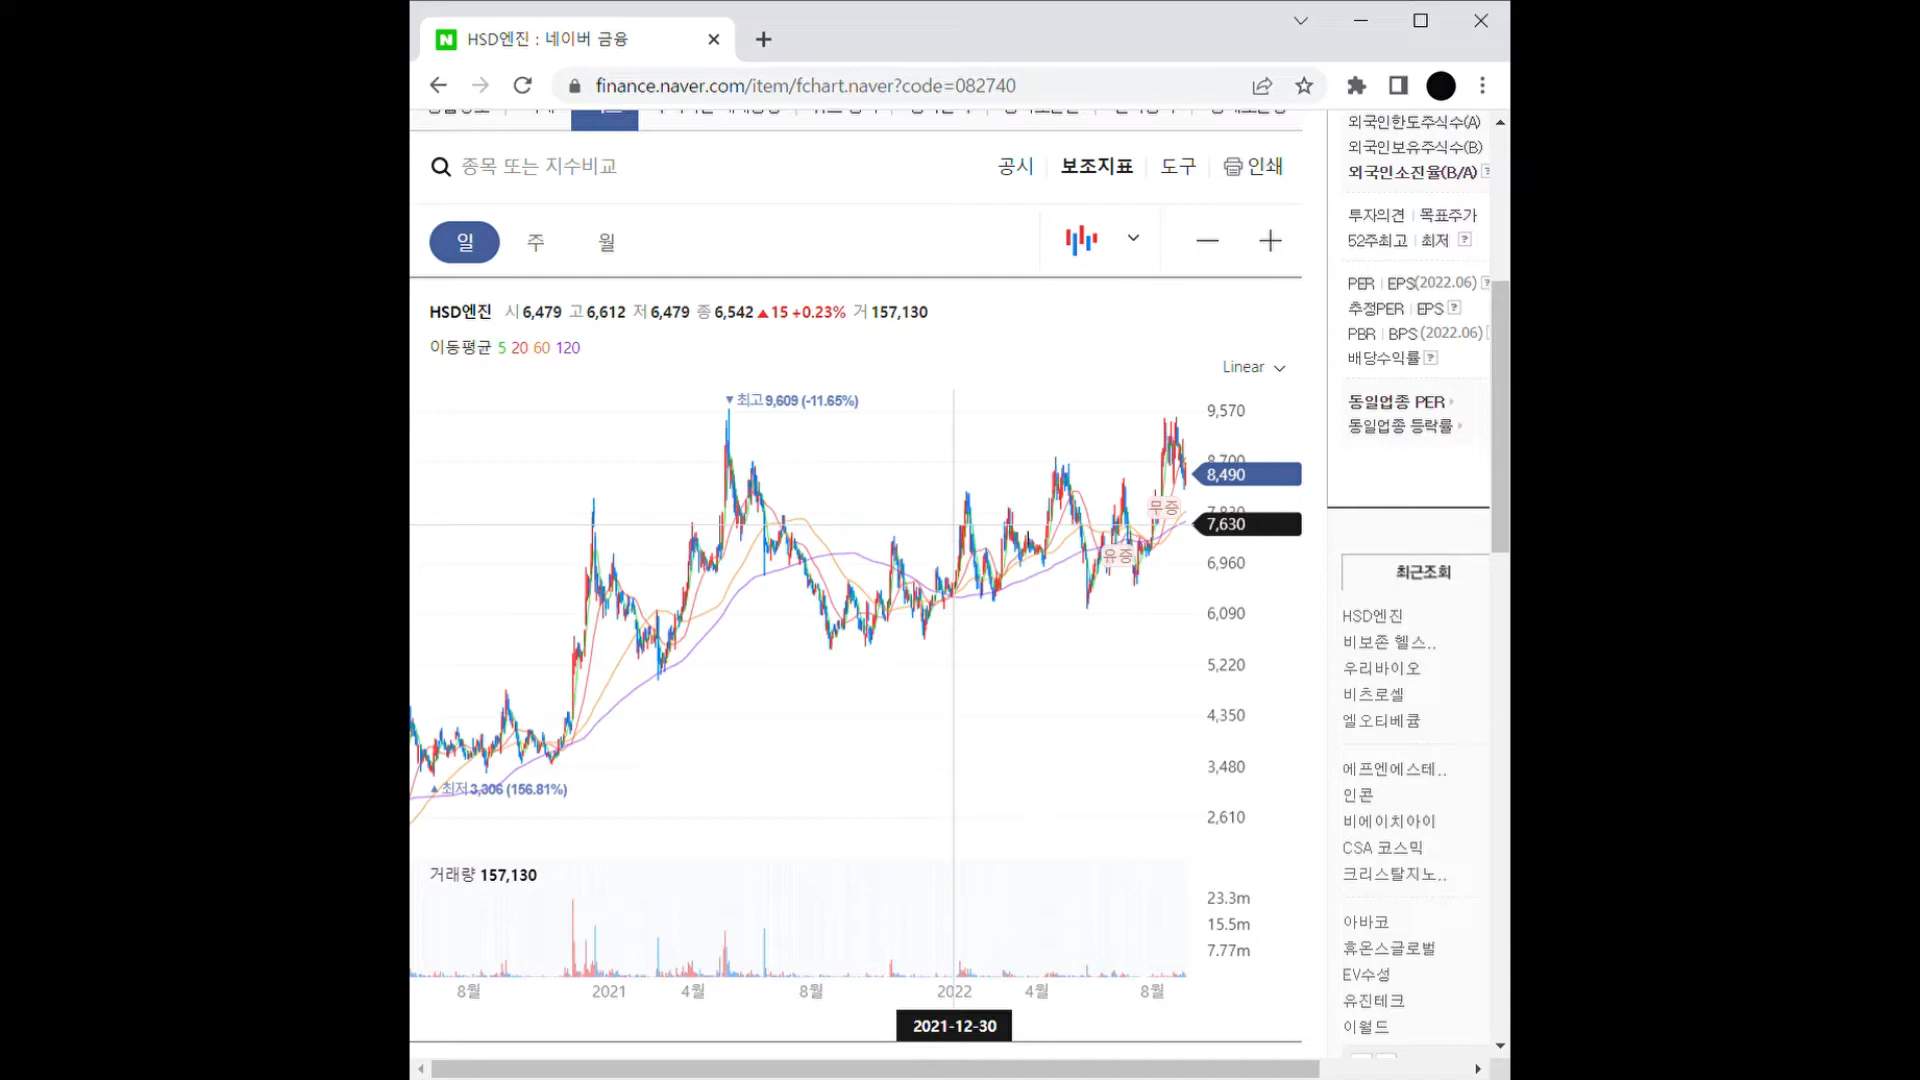 HSD엔진 : 네이버 금융
finance.naver.com/item/fchart.naver?code=082740
종목 또는 지수비교
공시 보조지표 도구 인쇄
일 주 월
HSD엔진 시 6,479 고 6,612 저 6,479 종 6,542 ▲15 +0.23% 거 157,130
이동평균 5 20 60 120
Linear
▼최고 9,609 (-11.65%)
9,570
8,700
8,490
7,830
7,630
6,960
6,090
5,220
4,350
3,480
2,610
무증
유증
▲최저 3,306 (156.81%)
거래량 157,130
23.3m
15.5m
7.77m
8월 2021 4월 8월 2022 4월 8월
2021-12-30
외국인한도주식수(A)
외국인보유주식수(B)
외국인소진율(B/A) ?
투자의견 | 목표주가
52주최고 | 최저 ?
PER | EPS(2022.06) ?
추정PER | EPS ?
PBR | BPS (2022.06)
배당수익률 ?
동일업종 PER
동일업종 등락률
최근조회
HSD엔진
비보존 헬스..
우리바이오
비츠로셀
엘오티베큠
에프엔에스테..
인콘
비에이치아이
CSA 코스믹
크리스탈지노..
아바코
휴온스글로벌
EV수성
유진테크
이월드